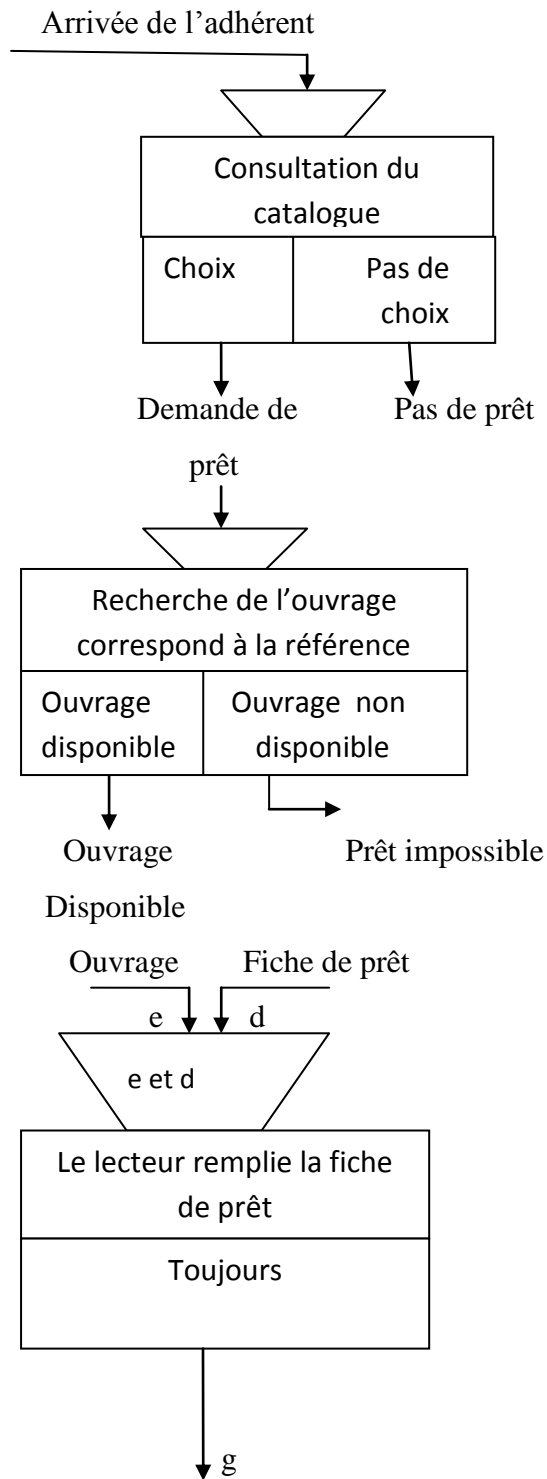 Arrivée de l’adhérent
Consultation du
catalogue
Choix
Pas de
choix
Demande de
prêt
Pas de prêt
Recherche de l’ouvrage
correspond à la référence
Ouvrage
disponible
Ouvrage non
disponible
Ouvrage
Disponible
Prêt impossible
Ouvrage
Fiche de prêt
e
d
e et d
Le lecteur remplie la fiche
de prêt
Toujours
g